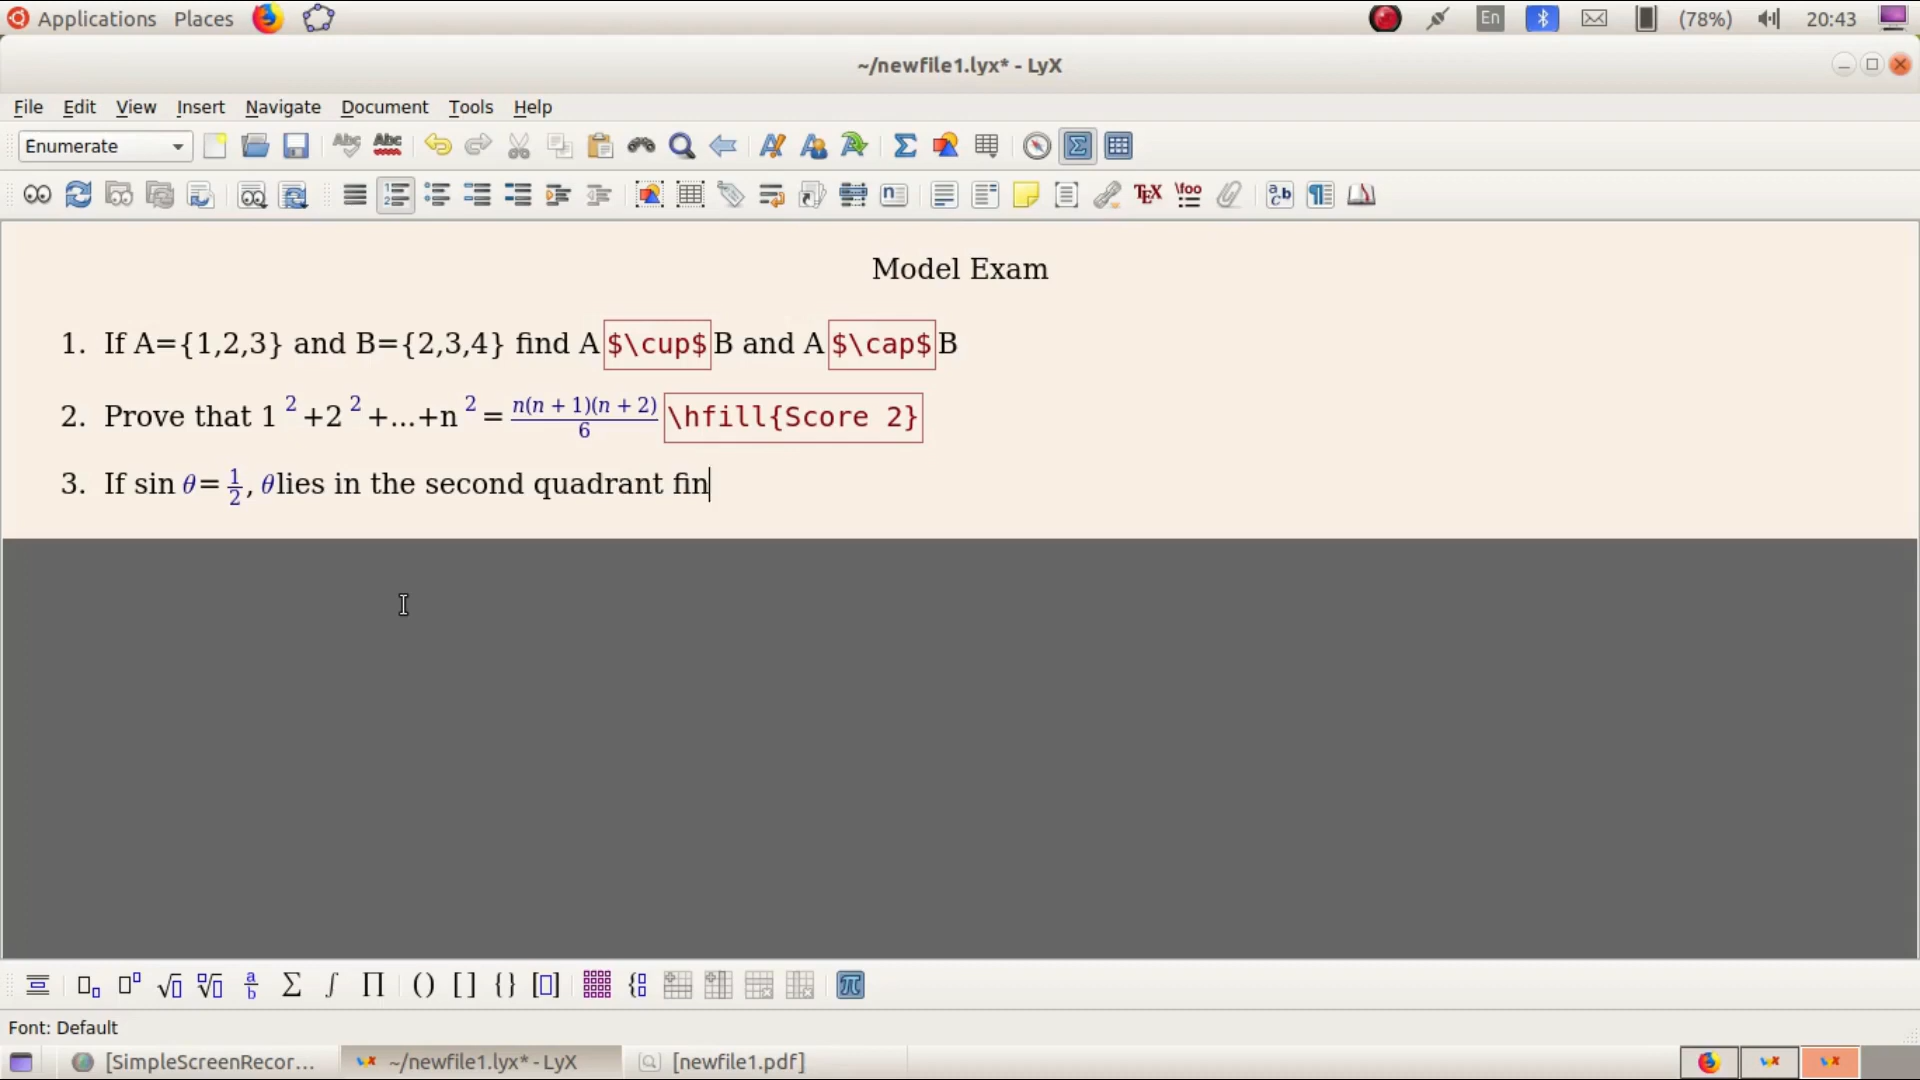 Applications Places En (78%) 20:43
~/newfile1.lyx* - LyX
File Edit View Insert Navigate Document Tools Help
Enumerate
Model Exam
1. If A={1,2,3} and B={2,3,4} find A $\cup$ B and A $\cap$ B
2. Prove that 1 ² +2 ² +...+n ² = n(n + 1)(n + 2)/6 \hfill{Score 2}
3. If sin θ= 1/2, θlies in the second quadrant fin
Font: Default
[SimpleScreenRecor... ~/newfile1.lyx* - LyX [newfile1.pdf]